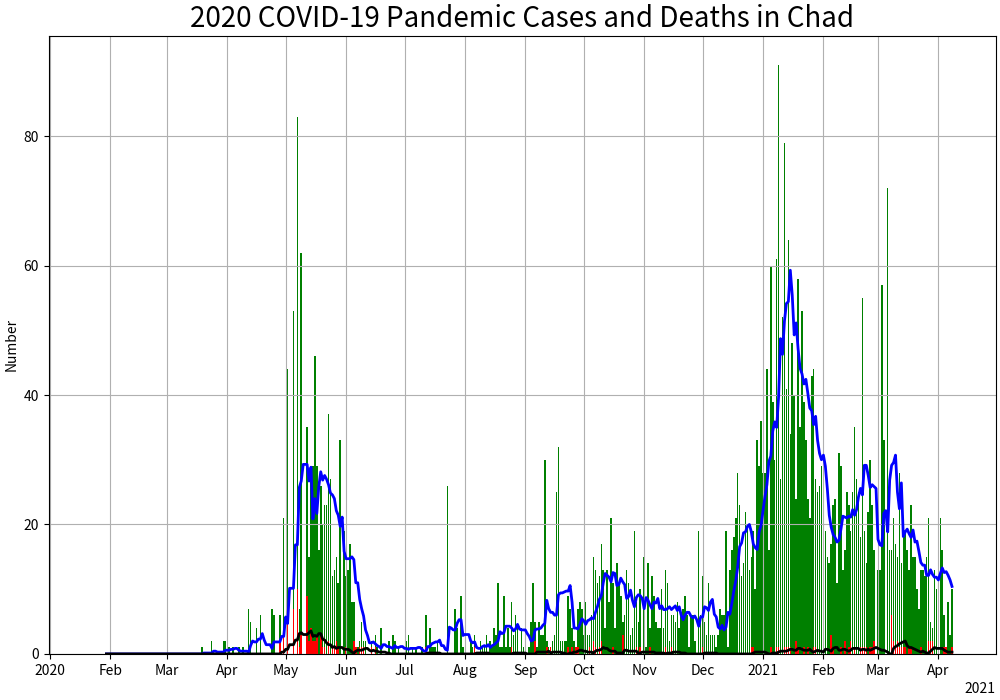 2020 COVID-19 Pandemic Cases and Deaths in Chad
Number
80
60
40
20
0
2020 Feb Mar Apr May Jun Jul Aug Sep Oct Nov Dec 2021 Feb Mar Apr
2021